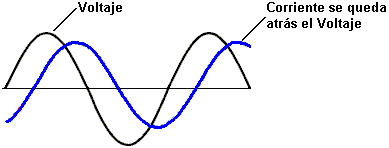 Voltaje
Corriente se queda
atrás el Voltaje